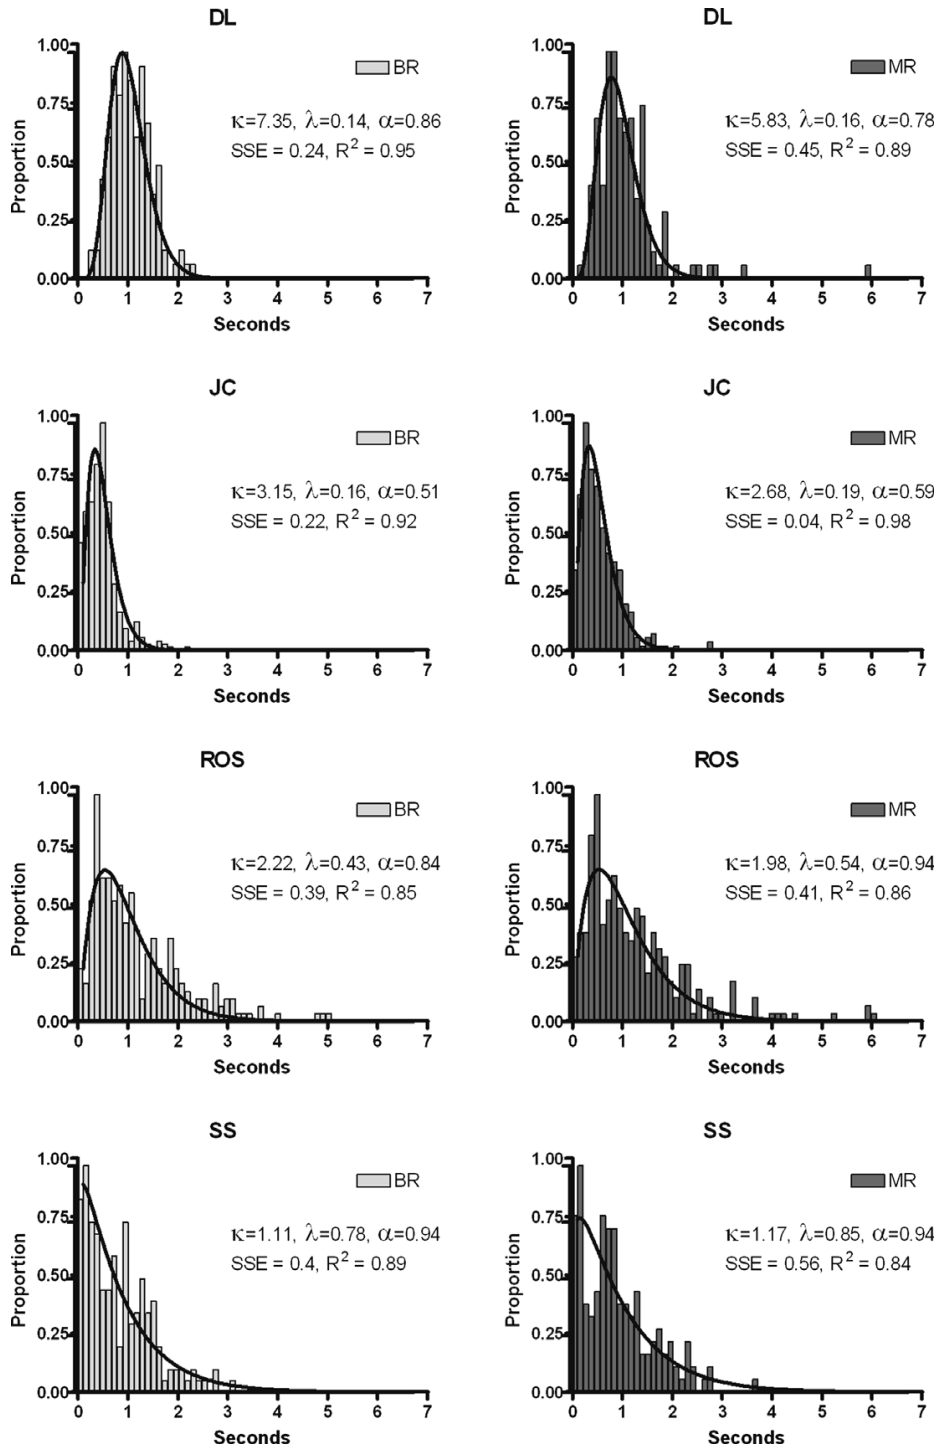 DL
1.00
0.75
0.50
0.25
0.00
Proportion
BR
κ=7.35, λ=0.14, α=0.86
SSE = 0.24, R² = 0.95
0 1 2 3 4 5 6 7
Seconds
DL
1.00
0.75
0.50
0.25
0.00
Proportion
MR
κ=5.83, λ=0.16, α=0.78
SSE = 0.45, R² = 0.89
0 1 2 3 4 5 6 7
Seconds
JC
1.00
0.75
0.50
0.25
0.00
Proportion
BR
κ=3.15, λ=0.16, α=0.51
SSE = 0.22, R² = 0.92
0 1 2 3 4 5 6 7
Seconds
JC
1.00
0.75
0.50
0.25
0.00
Proportion
MR
κ=2.68, λ=0.19, α=0.59
SSE = 0.04, R² = 0.98
0 1 2 3 4 5 6 7
Seconds
ROS
1.00
0.75
0.50
0.25
0.00
Proportion
BR
κ=2.22, λ=0.43, α=0.84
SSE = 0.39, R² = 0.85
0 1 2 3 4 5 6 7
Seconds
ROS
1.00
0.75
0.50
0.25
0.00
Proportion
MR
κ=1.98, λ=0.54, α=0.94
SSE = 0.41, R² = 0.86
0 1 2 3 4 5 6 7
Seconds
SS
1.00
0.75
0.50
0.25
0.00
Proportion
BR
κ=1.11, λ=0.78, α=0.94
SSE = 0.4, R² = 0.89
0 1 2 3 4 5 6 7
Seconds
SS
1.00
0.75
0.50
0.25
0.00
Proportion
MR
κ=1.17, λ=0.85, α=0.94
SSE = 0.56, R² = 0.84
0 1 2 3 4 5 6 7
Seconds